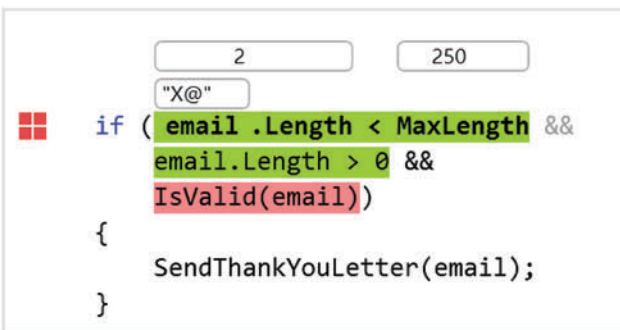 2 250
"X@"
if ( email .Length < MaxLength &&
email.Length > 0 &&
IsValid(email))
{
SendThankYouLetter(email);
}